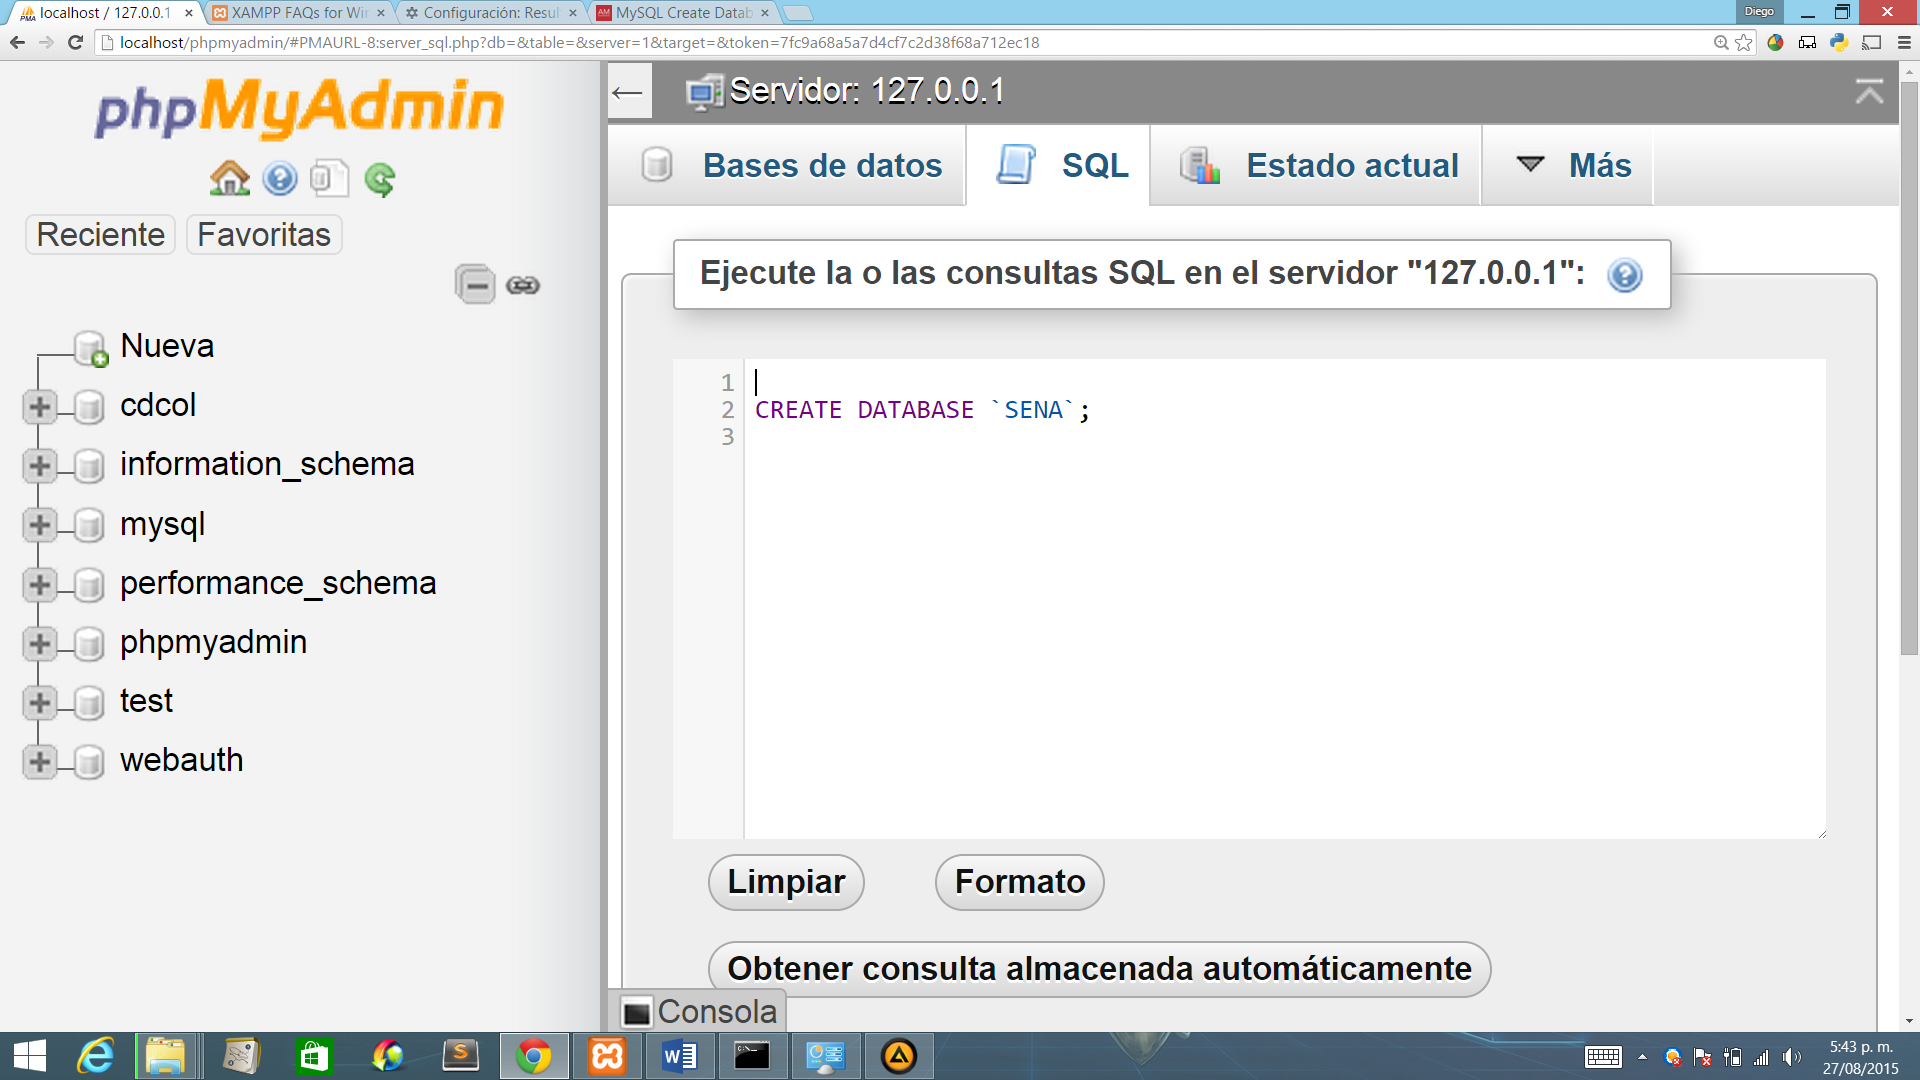 localhost / 127.0.0.1
XAMPP FAQs for Wir
Configuración: Resul
MySQL Create Datab
Diego
localhost/phpmyadmin/#PMAURL-8:server_sql.php?db=&table=&server=1&target=&token=7fc9a68a5a7d4cf7c2d38f68a712ec18
phpMyAdmin
Reciente
Favoritas
Nueva
cdcol
information_schema
mysql
performance_schema
phpmyadmin
test
webauth
Servidor: 127.0.0.1
Bases de datos
SQL
Estado actual
Más
Ejecute la o las consultas SQL en el servidor "127.0.0.1":
1
2 CREATE DATABASE `SENA`;
3
Limpiar
Formato
Obtener consulta almacenada automáticamente
Consola
5:43 p. m.
27/08/2015